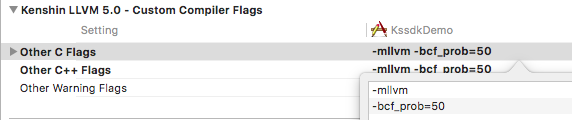 Kenshin LLVM 5.0 - Custom Compiler Flags
Setting KssdkDemo
Other C Flags -mllvm -bcf_prob=50
Other C++ Flags -mllvm -bcf_prob=50
Other Warning Flags
-mllvm
-bcf_prob=50